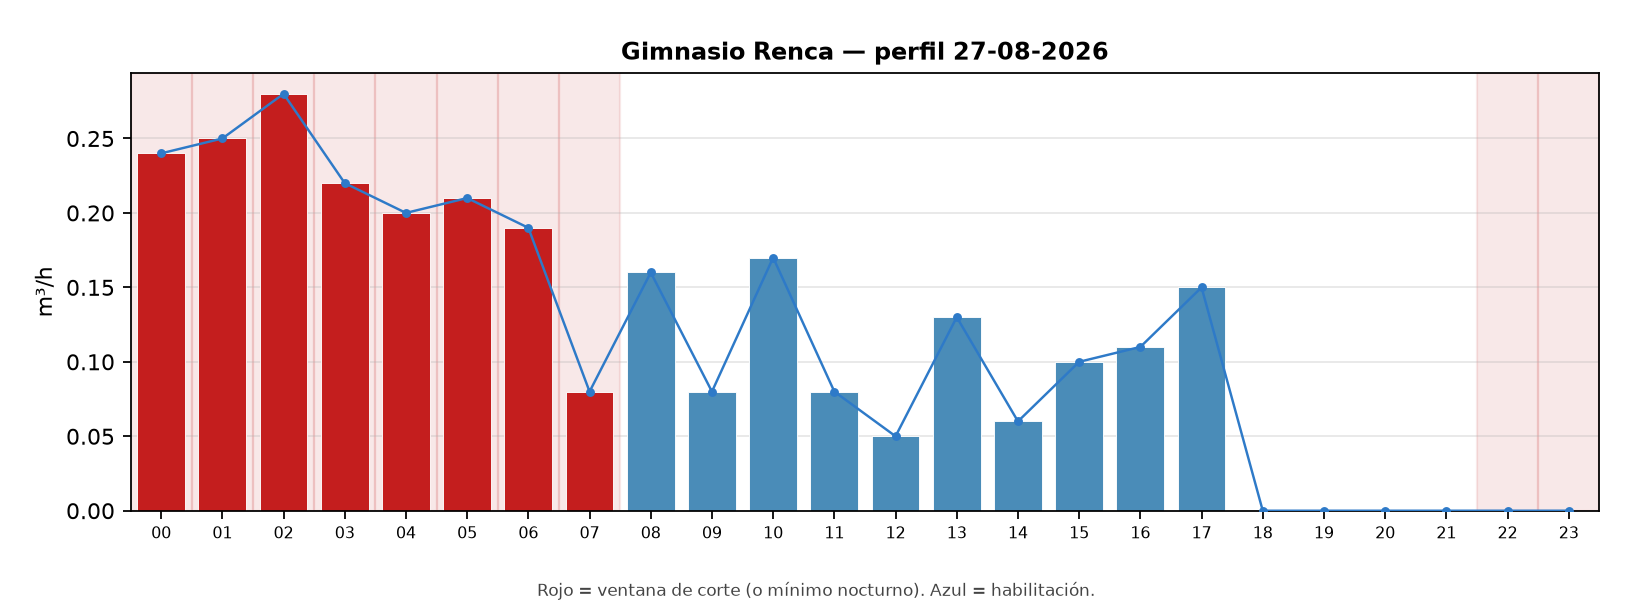 Gimnasio Renca — perfil 27-08-2026
m³/h
0.25
0.20
0.15
0.10
0.05
0.00
00 01 02 03 04 05 06 07 08 09 10 11 12 13 14 15 16 17 18 19 20 21 22 23
Rojo = ventana de corte (o mínimo nocturno). Azul = habilitación.